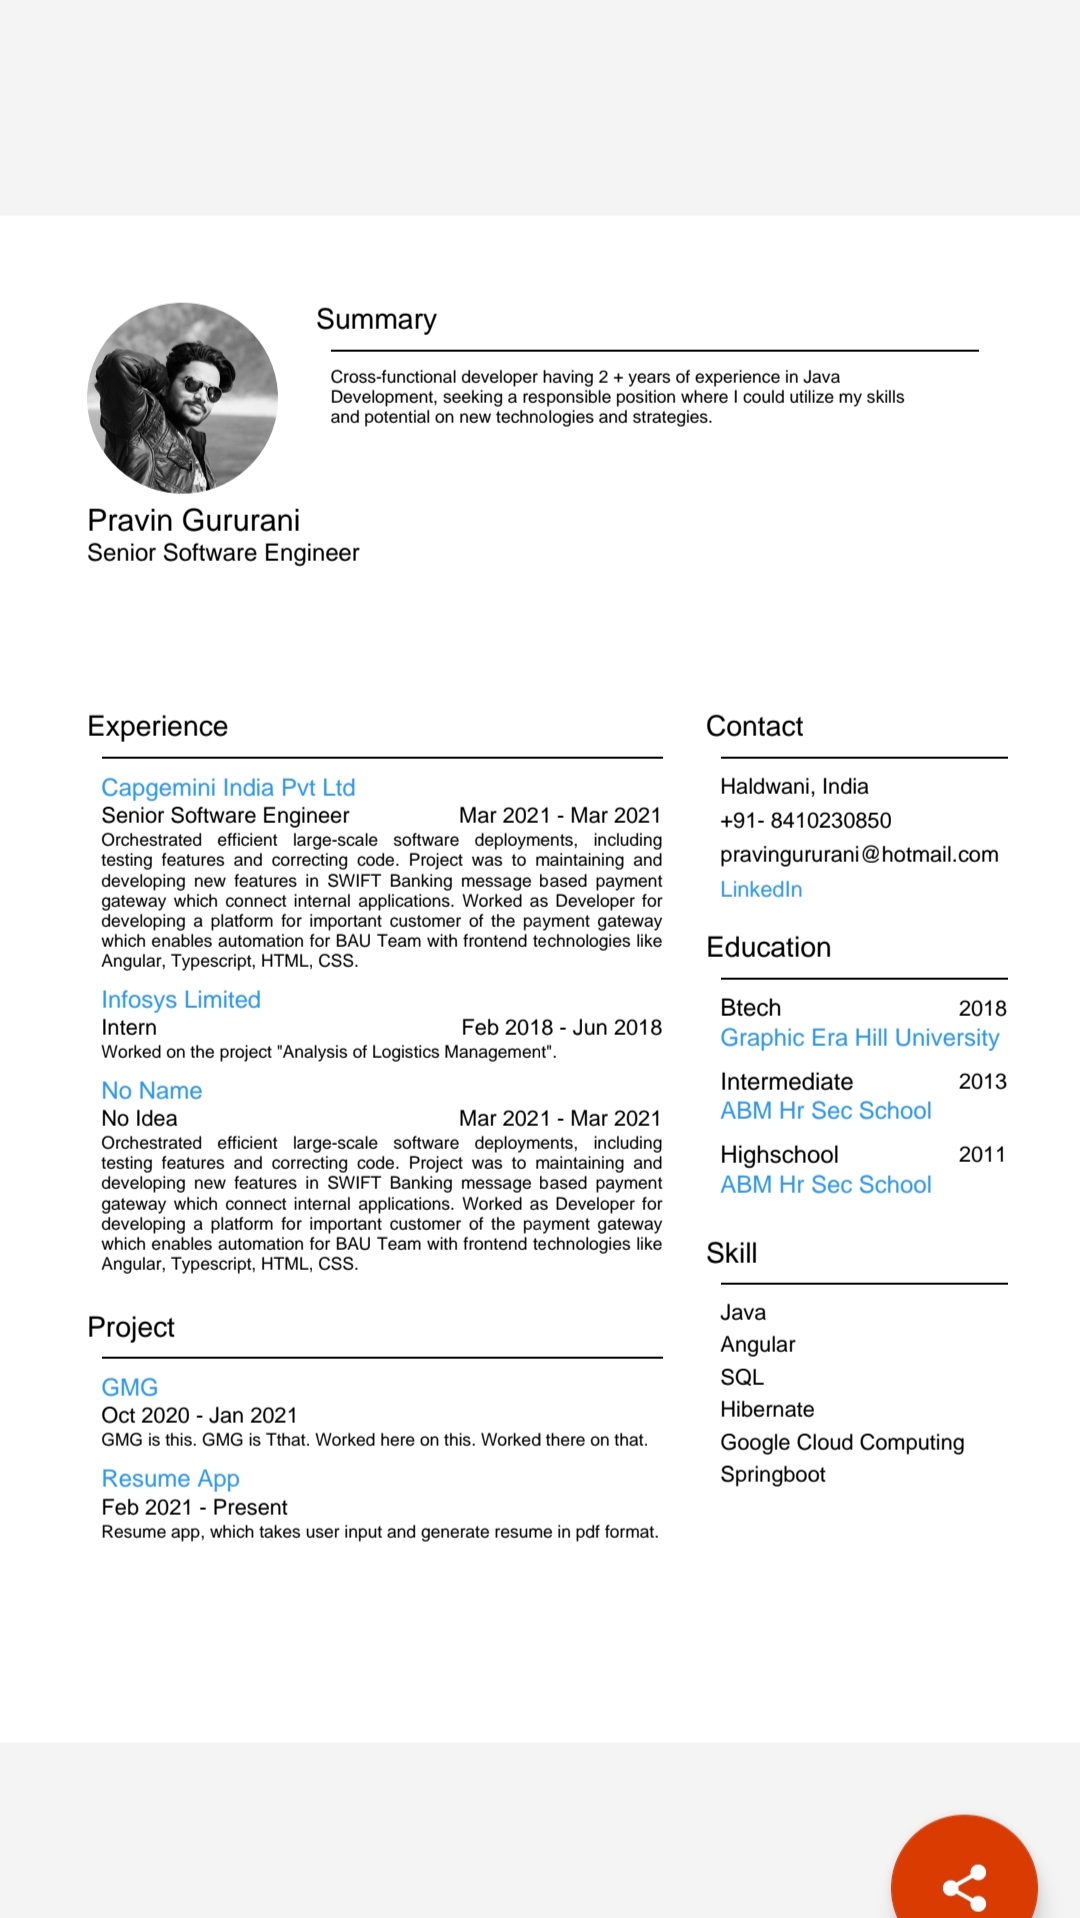 Summary
Cross-functional developer having 2 + years of experience in Java
Development, seeking a responsible position where I could utilize my skills
and potential on new technologies and strategies.
Pravin Gururani
Senior Software Engineer
Experience
Capgemini India Pvt Ltd
Senior Software Engineer Mar 2021 - Mar 2021
Orchestrated efficient large-scale software deployments, including
testing features and correcting code. Project was to maintaining and
developing new features in SWIFT Banking message based payment
gateway which connect internal applications. Worked as Developer for
developing a platform for important customer of the payment gateway
which enables automation for BAU Team with frontend technologies like
Angular, Typescript, HTML, CSS.
Infosys Limited
Intern Feb 2018 - Jun 2018
Worked on the project "Analysis of Logistics Management".
No Name
No Idea Mar 2021 - Mar 2021
Orchestrated efficient large-scale software deployments, including
testing features and correcting code. Project was to maintaining and
developing new features in SWIFT Banking message based payment
gateway which connect internal applications. Worked as Developer for
developing a platform for important customer of the payment gateway
which enables automation for BAU Team with frontend technologies like
Angular, Typescript, HTML, CSS.
Project
GMG
Oct 2020 - Jan 2021
GMG is this. GMG is Tthat. Worked here on this. Worked there on that.
Resume App
Feb 2021 - Present
Resume app, which takes user input and generate resume in pdf format.
Contact
Haldwani, India
+91- 8410230850
pravingururani@hotmail.com
LinkedIn
Education
Btech 2018
Graphic Era Hill University
Intermediate 2013
ABM Hr Sec School
Highschool 2011
ABM Hr Sec School
Skill
Java
Angular
SQL
Hibernate
Google Cloud Computing
Springboot